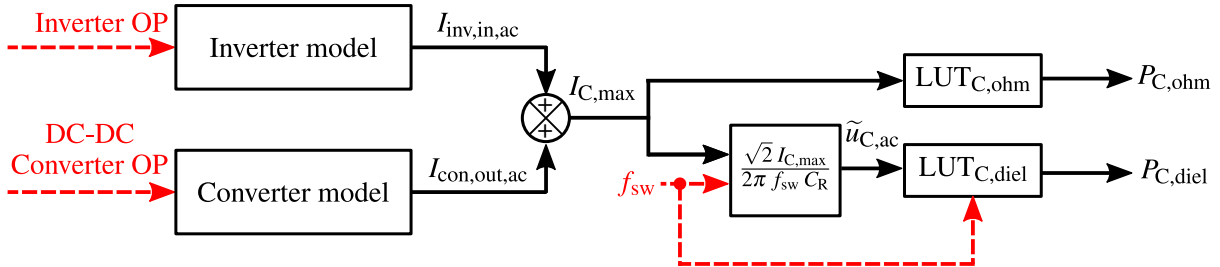 Inverter OP
Inverter model
I_inv,in,ac
DC-DC
Converter OP
Converter model
I_con,out,ac
+
+
I_C,max
f_sw
√2 I_C,max
2π f_sw C_R
ũ_C,ac
LUT_C,ohm
P_C,ohm
LUT_C,diel
P_C,diel